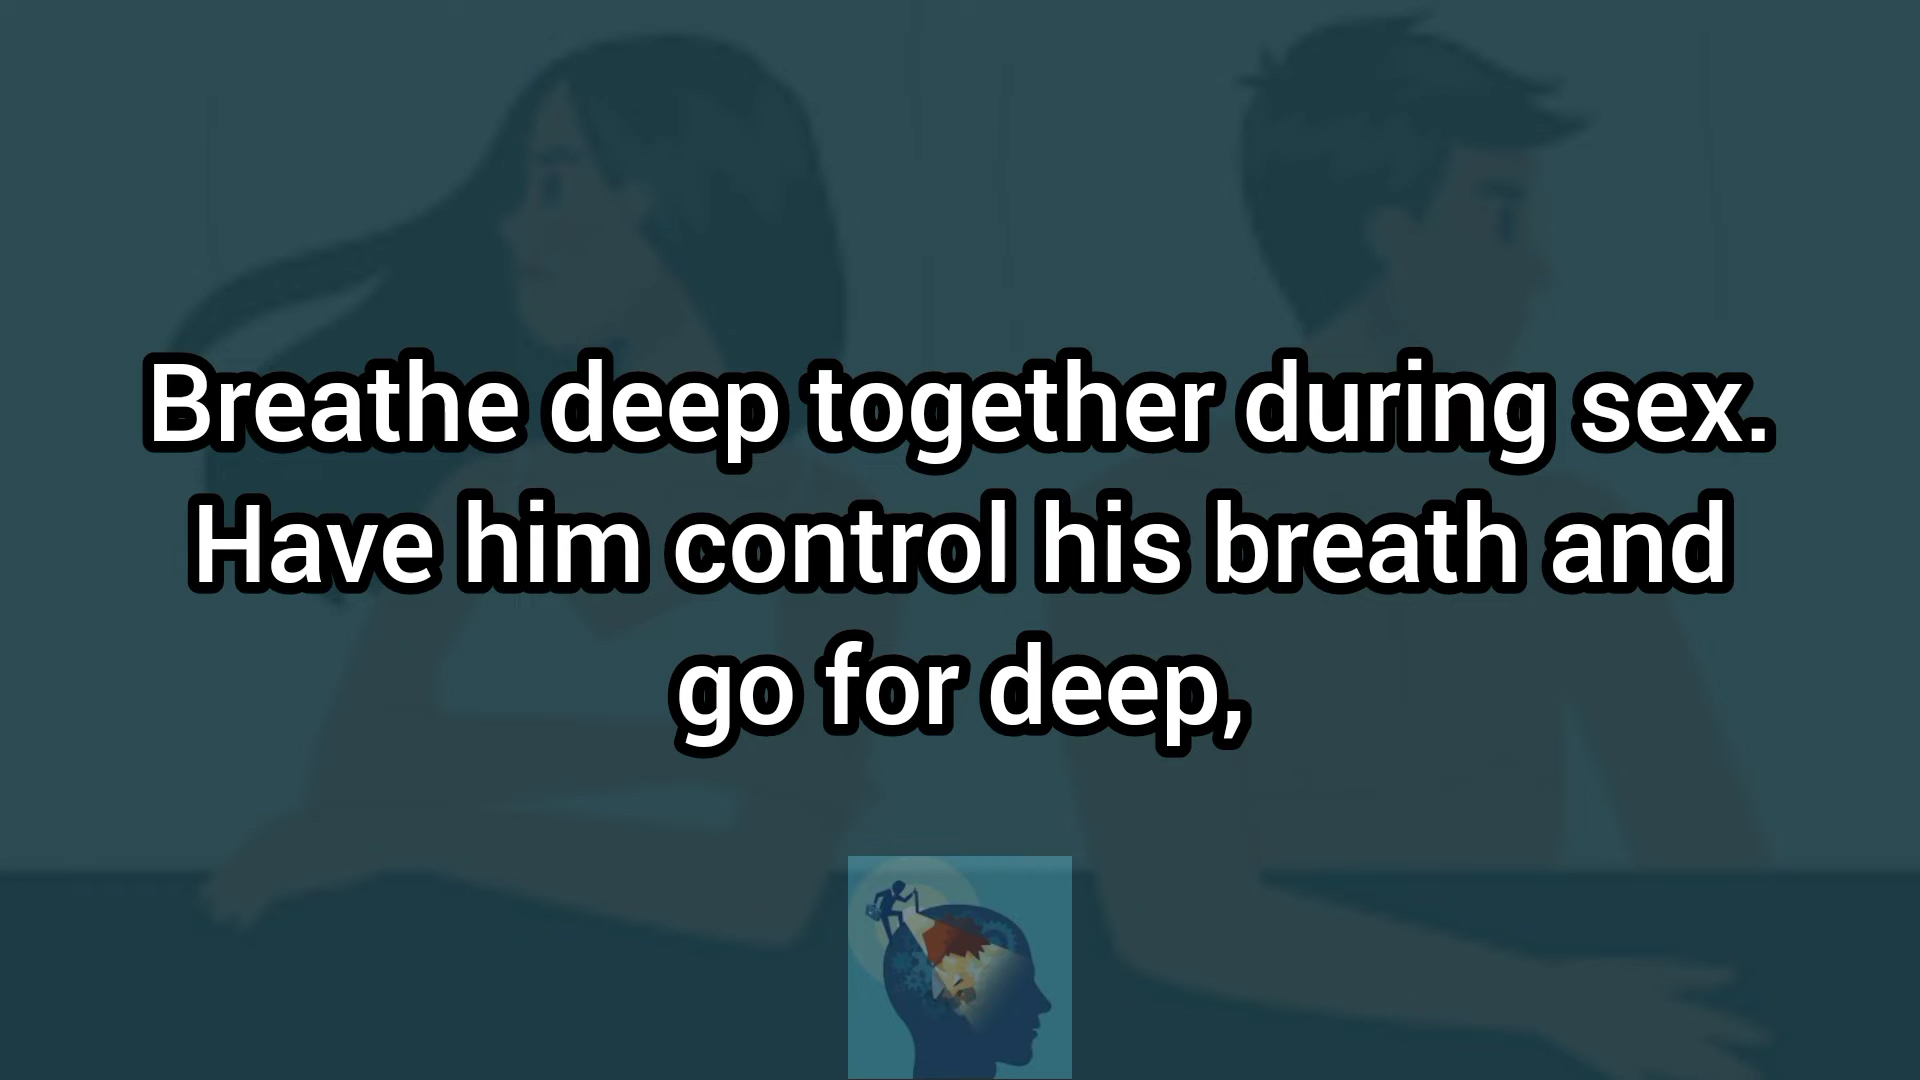 Breathe deep together during sex.
Have him control his breath and
go for deep,